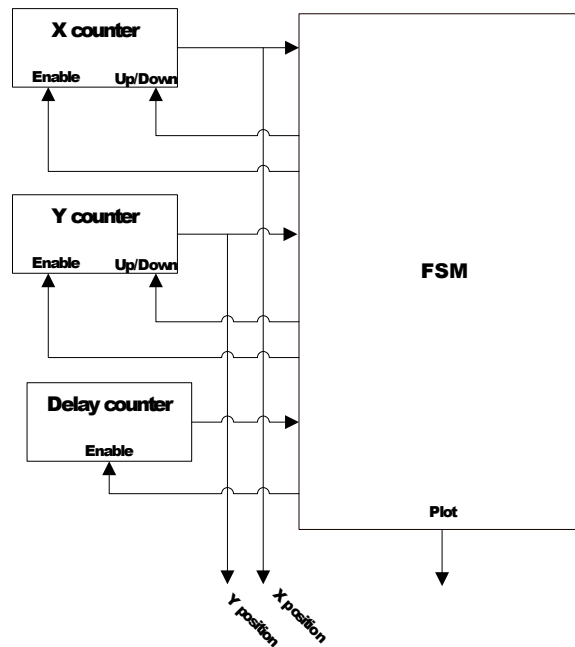 X counter
Enable Up/Down
Y counter
Enable Up/Down
FSM
Delay counter
Enable
Plot
Y position
X position